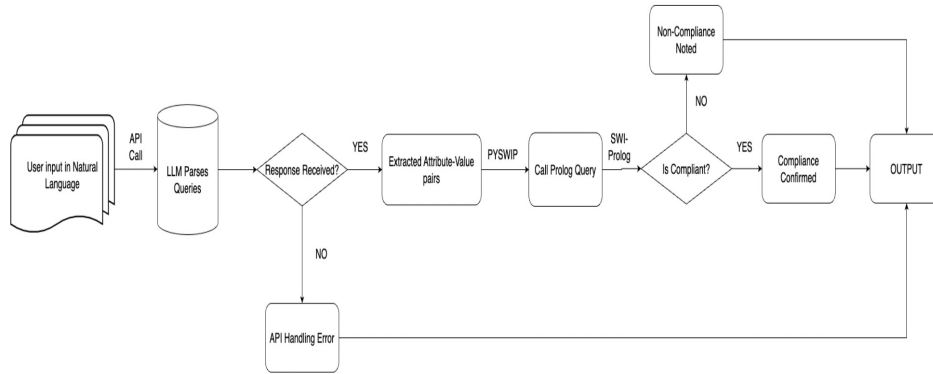 Non-Compliance
Noted
NO
User input in Natural
Language
API
Call
LLM Parses
Queries
Response Received?
YES
Extracted Attribute-Value
pairs
PYSWIP
Call Prolog Query
SWI-
Prolog
Is Compliant?
YES
Compliance
Confirmed
OUTPUT
NO
API Handling Error